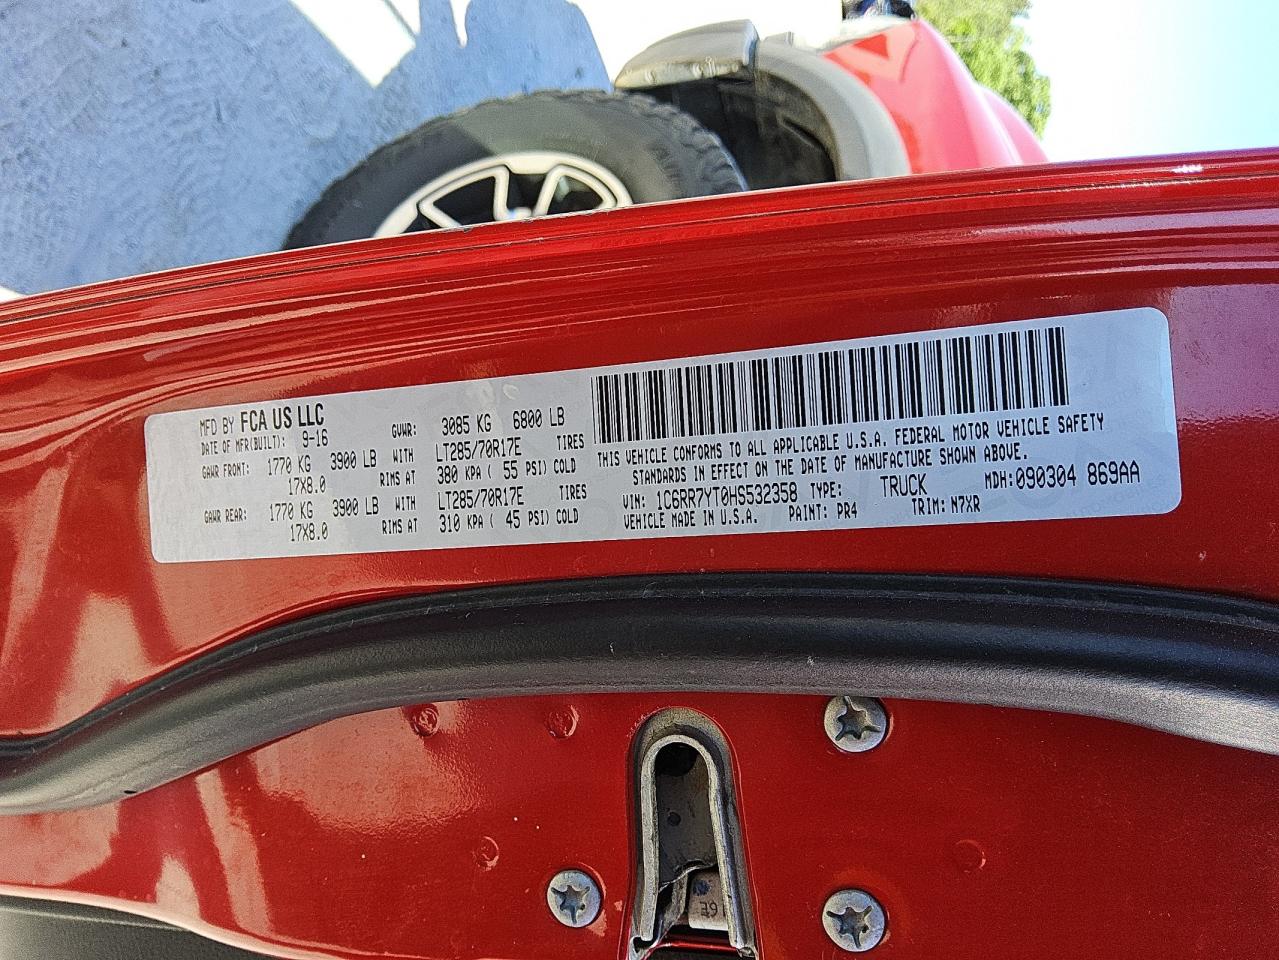 MFD BY FCA US LLC
DATE OF MFR(BUILT): 9-16 GVWR: 3085 KG 6800 LB
GAWR FRONT: 1770 KG 3900 LB WITH LT285/70R17E TIRES
17X8.0 RIMS AT 380 KPA ( 55 PSI) COLD
GAWR REAR: 1770 KG 3900 LB WITH LT285/70R17E TIRES
17X8.0 RIMS AT 310 KPA ( 45 PSI) COLD
THIS VEHICLE CONFORMS TO ALL APPLICABLE U.S.A. FEDERAL MOTOR VEHICLE SAFETY
STANDARDS IN EFFECT ON THE DATE OF MANUFACTURE SHOWN ABOVE.
VIN: 1C6RR7YT0HS532358 TYPE: TRUCK MDH:090304 869AA
VEHICLE MADE IN U.S.A. PAINT: PR4 TRIM: N7XR